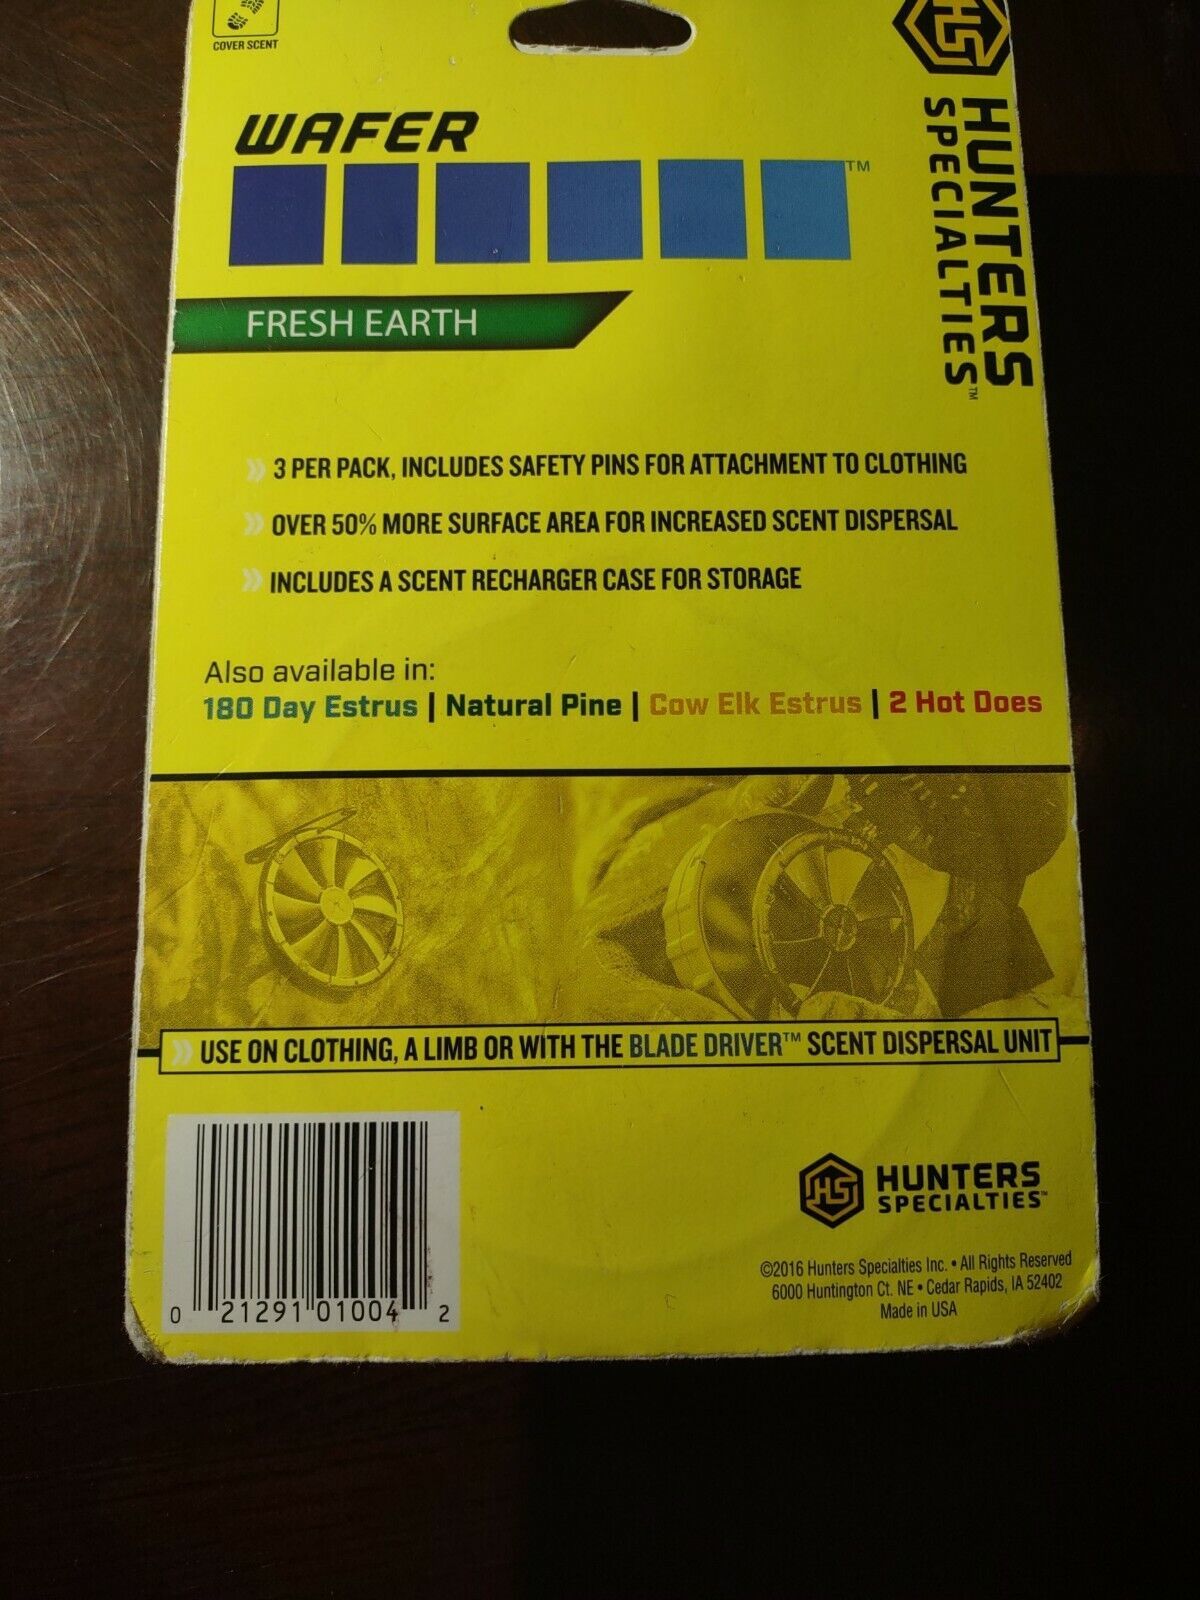 COVER SCENT
HS
HUNTERS
SPECIALTIES™
WAFER
™
FRESH EARTH
» 3 PER PACK, INCLUDES SAFETY PINS FOR ATTACHMENT TO CLOTHING
» OVER 50% MORE SURFACE AREA FOR INCREASED SCENT DISPERSAL
» INCLUDES A SCENT RECHARGER CASE FOR STORAGE
Also available in:
180 Day Estrus | Natural Pine | Cow Elk Estrus | 2 Hot Does
» USE ON CLOTHING, A LIMB OR WITH THE BLADE DRIVER™ SCENT DISPERSAL UNIT
0 21291 01004 2
HS HUNTERS
SPECIALTIES™
©2016 Hunters Specialties Inc. • All Rights Reserved
6000 Huntington Ct. NE • Cedar Rapids, IA 52402
Made in USA